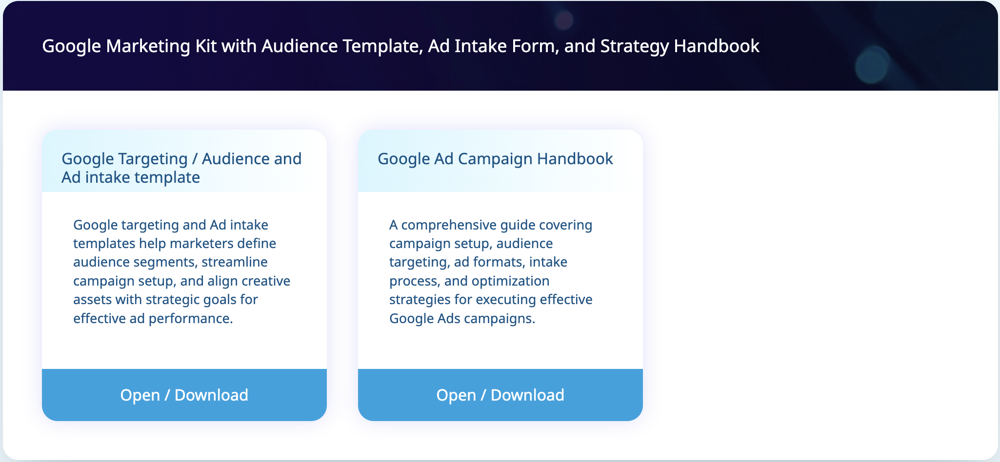 Google Marketing Kit with Audience Template, Ad Intake Form, and Strategy Handbook
Google Targeting / Audience and
Ad intake template
Google targeting and Ad intake
templates help marketers define
audience segments, streamline
campaign setup, and align creative
assets with strategic goals for
effective ad performance.
Open / Download
Google Ad Campaign Handbook
A comprehensive guide covering
campaign setup, audience
targeting, ad formats, intake
process, and optimization
strategies for executing effective
Google Ads campaigns.
Open / Download